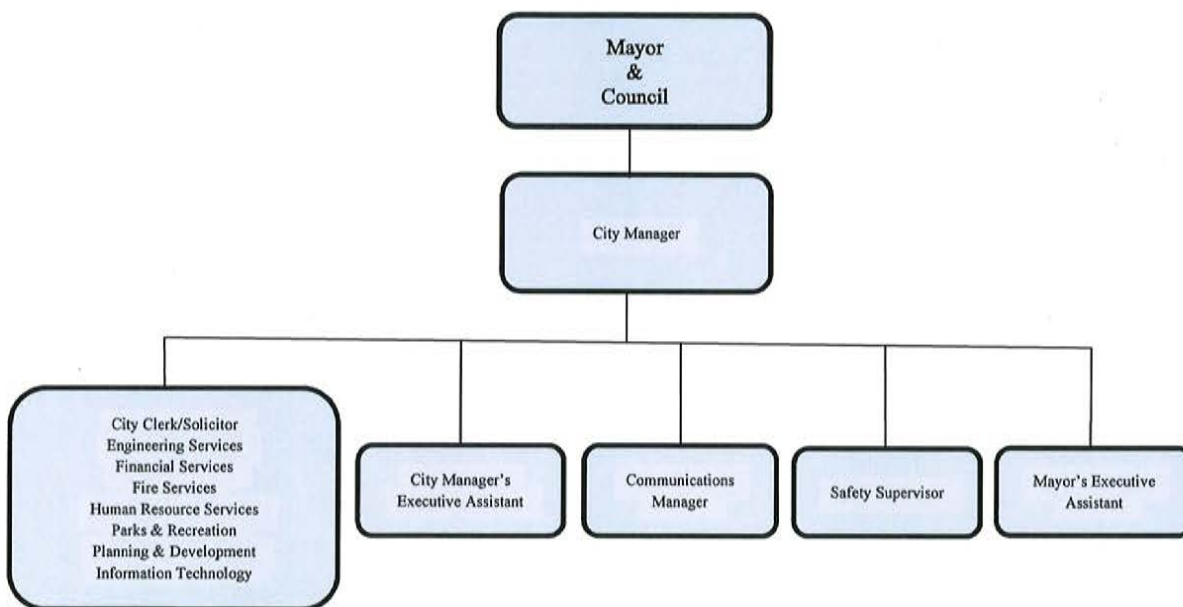 Mayor
&
Council
City Manager
City Clerk/Solicitor
Engineering Services
Financial Services
Fire Services
Human Resource Services
Parks & Recreation
Planning & Development
Information Technology
City Manager's
Executive Assistant
Communications
Manager
Safety Supervisor
Mayor's Executive
Assistant